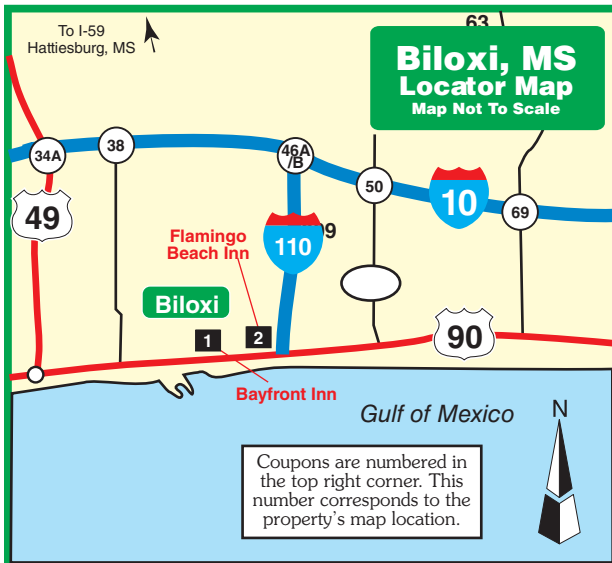 To I-59
Hattiesburg, MS
63
Biloxi, MS
Locator Map
Map Not To Scale
34A
38
46A
/B
50
10
69
49
Flamingo
Beach Inn
110
Biloxi
1
2
90
Bayfront Inn
Gulf of Mexico
N
Coupons are numbered in
the top right corner. This
number corresponds to the
property's map location.